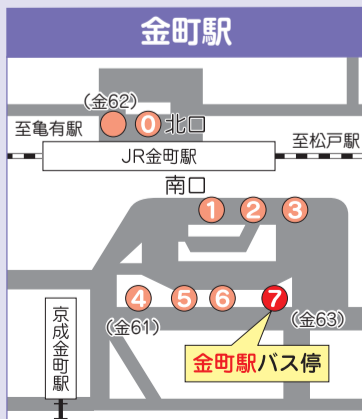 金町駅
(金62)
0 北口
至亀有駅
至松戸駅
JR金町駅
南口
1 2 3
4 5 6 7
(金61)
(金63)
京成金町駅
金町駅バス停